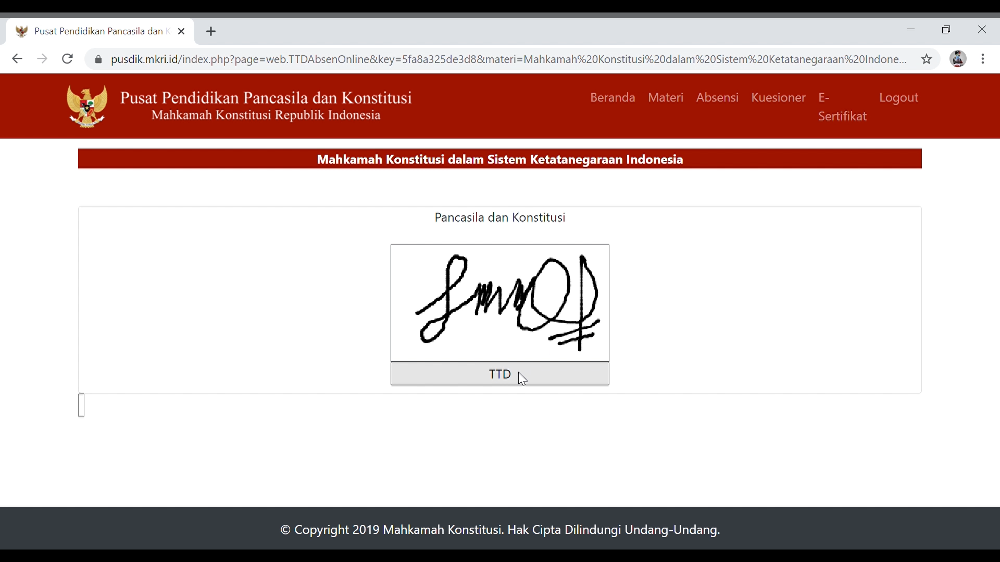 Pusat Pendidikan Pancasila dan K
pusdik.mkri.id/index.php?page=web.TTDAbsenOnline&key=5fa8a325de3d8&materi=Mahkamah%20Konstitusi%20dalam%20Sistem%20Ketatanegaraan%20Indone...
Pusat Pendidikan Pancasila dan Konstitusi
Mahkamah Konstitusi Republik Indonesia
Beranda Materi Absensi Kuesioner E-Sertifikat Logout
Mahkamah Konstitusi dalam Sistem Ketatanegaraan Indonesia
Pancasila dan Konstitusi
TTD
© Copyright 2019 Mahkamah Konstitusi. Hak Cipta Dilindungi Undang-Undang.